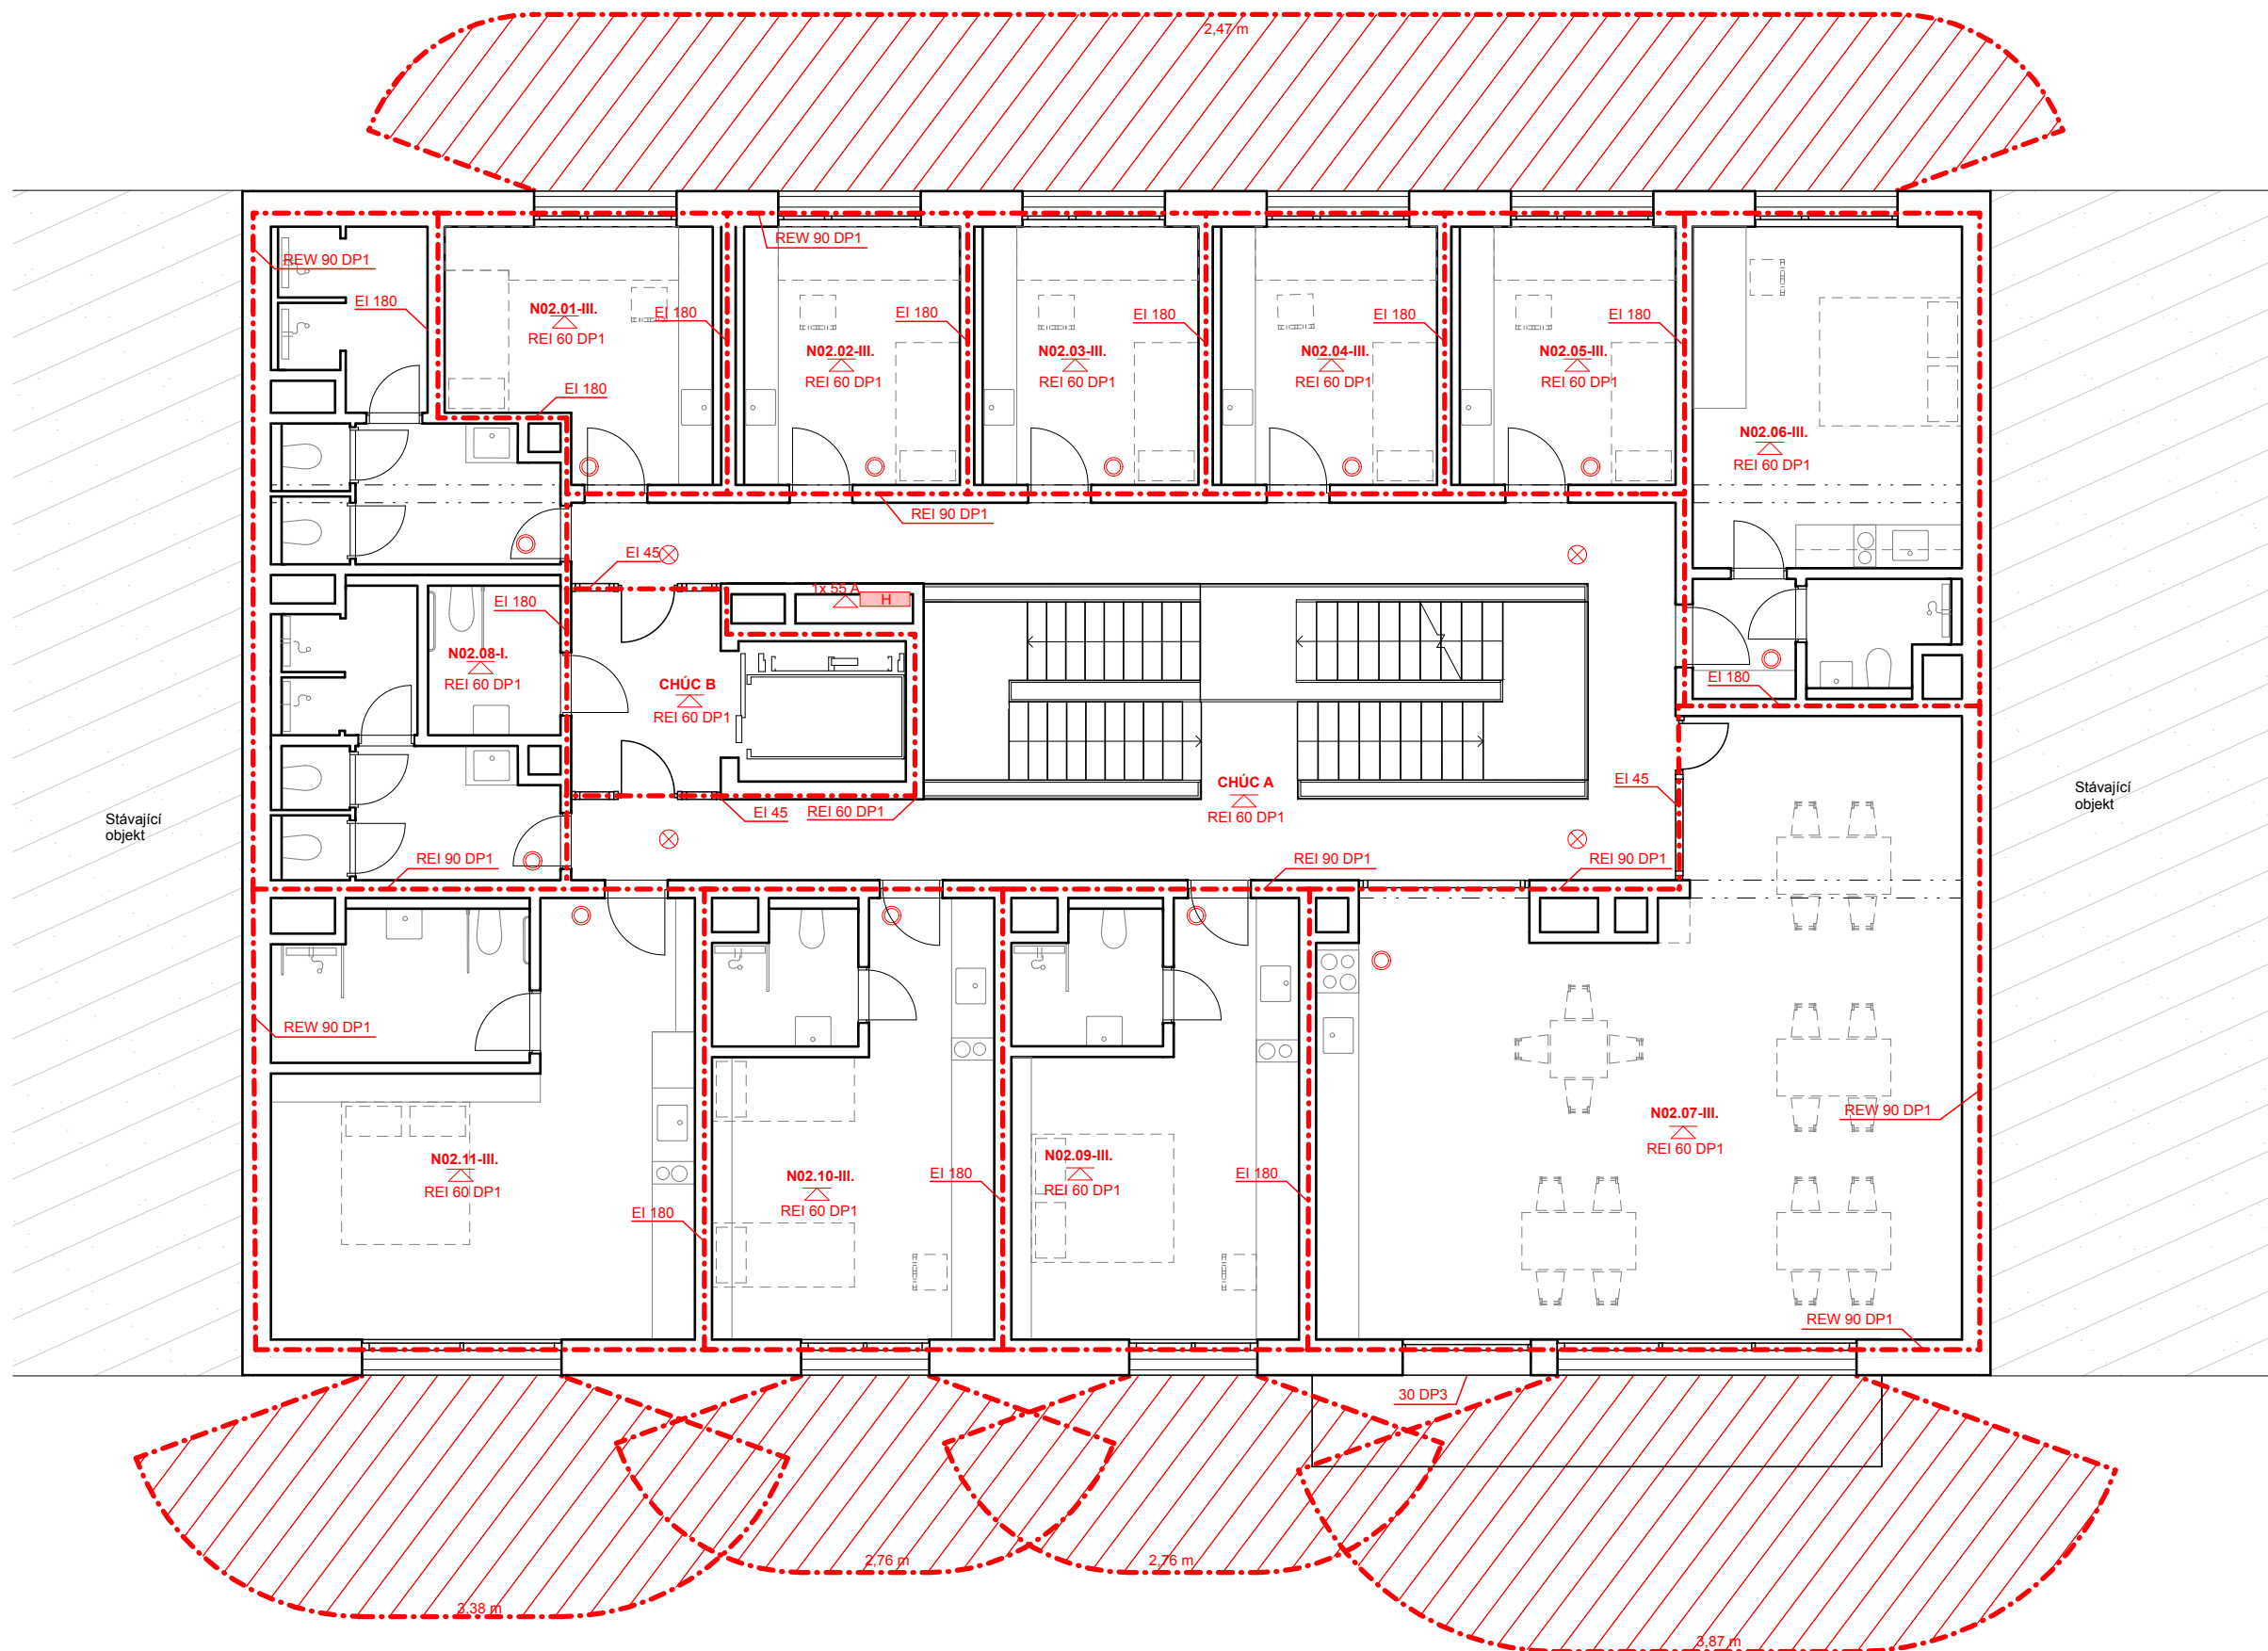 2,47 m
REW 90 DP1
REW 90 DP1
EI 180
N02.01-III.
REI 60 DP1
EI 180
EI 180
EI 180
EI 180
EI 180
N02.02-III.
REI 60 DP1
N02.03-III.
REI 60 DP1
N02.04-III.
REI 60 DP1
N02.05-III.
REI 60 DP1
EI 180
N02.06-III.
REI 60 DP1
REI 90 DP1
EI 45
1x 55 A
H
EI 180
N02.08-I.
REI 60 DP1
CHÚC B
REI 60 DP1
EI 180
CHÚC A
REI 60 DP1
EI 45
Stávající
objekt
Stávající
objekt
EI 45
REI 60 DP1
REI 90 DP1
REI 90 DP1
REI 90 DP1
REW 90 DP1
N02.07-III.
REI 60 DP1
REW 90 DP1
N02.11-III.
REI 60 DP1
N02.10-III.
REI 60 DP1
N02.09-III.
REI 60 DP1
EI 180
EI 180
EI 180
REW 90 DP1
30 DP3
2,76 m
2,76 m
3,38 m
3,87 m